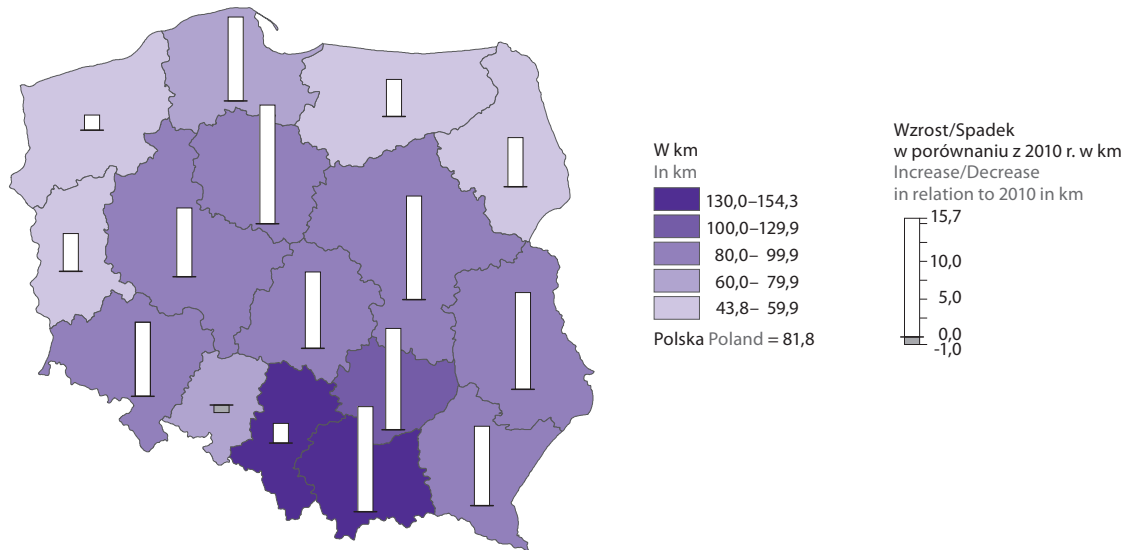 W km
In km
130,0–154,3
100,0–129,9
80,0– 99,9
60,0– 79,9
43,8– 59,9
Polska Poland = 81,8
Wzrost/Spadek
w porównaniu z 2010 r. w km
Increase/Decrease
in relation to 2010 in km
15,7
10,0
5,0
0,0
-1,0